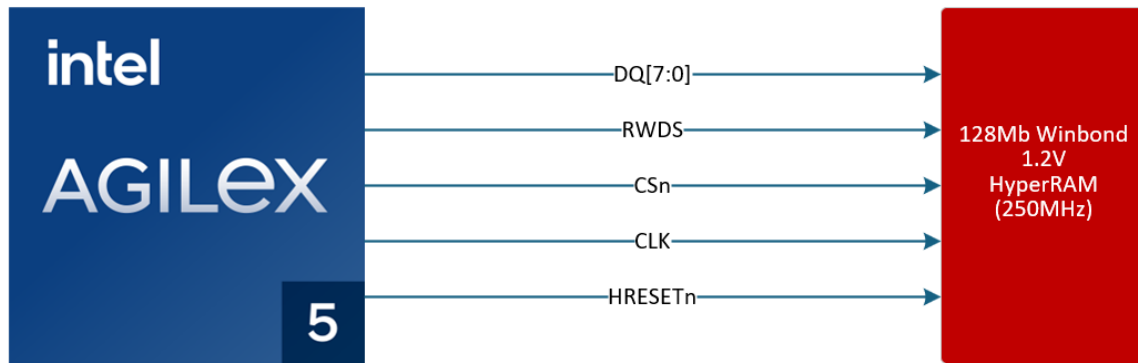 intel
AGILEX
5
DQ[7:0]
RWDS
CSn
CLK
HRESETn
128Mb Winbond
1.2V
HyperRAM
(250MHz)